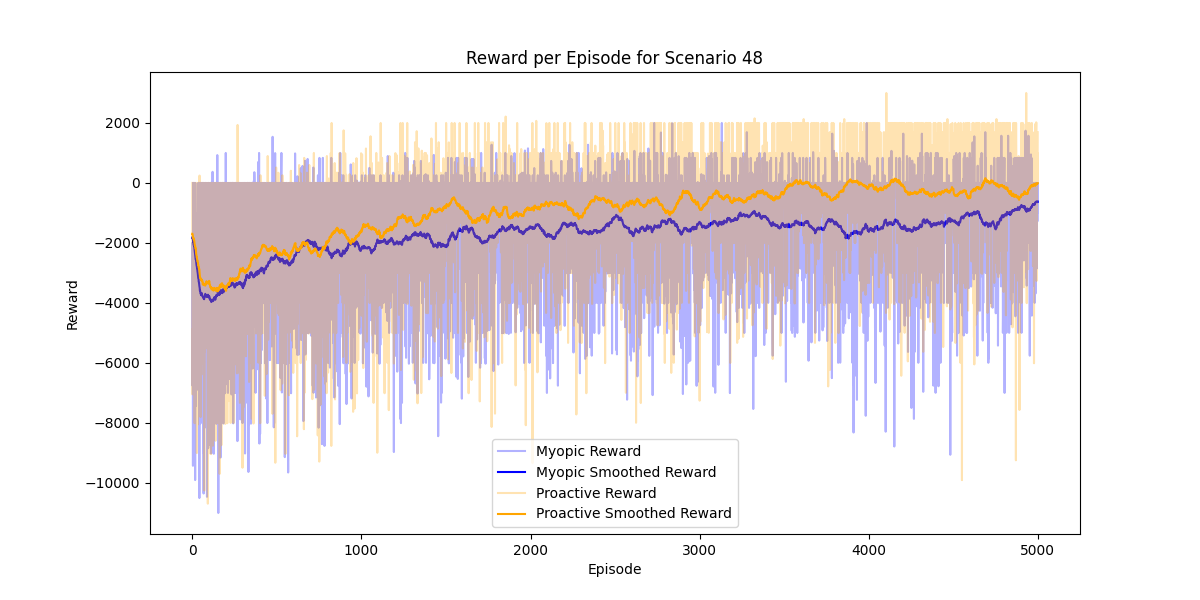 Reward per Episode for Scenario 48
2000
0
−2000
−4000
−6000
−8000
−10000
Reward
Myopic Reward
Myopic Smoothed Reward
Proactive Reward
Proactive Smoothed Reward
0 1000 2000 3000 4000 5000
Episode